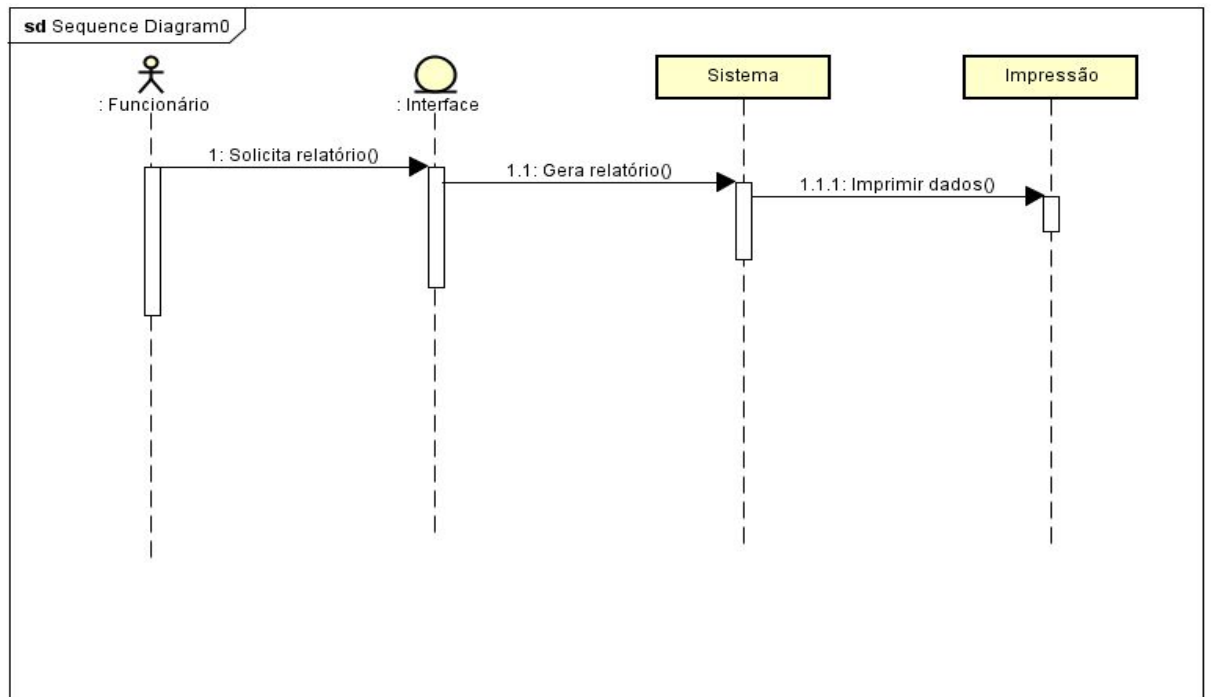 sd Sequence Diagram0
: Funcionário
: Interface
Sistema
Impressão
1: Solicita relatório()
1.1: Gera relatório()
1.1.1: Imprimir dados()